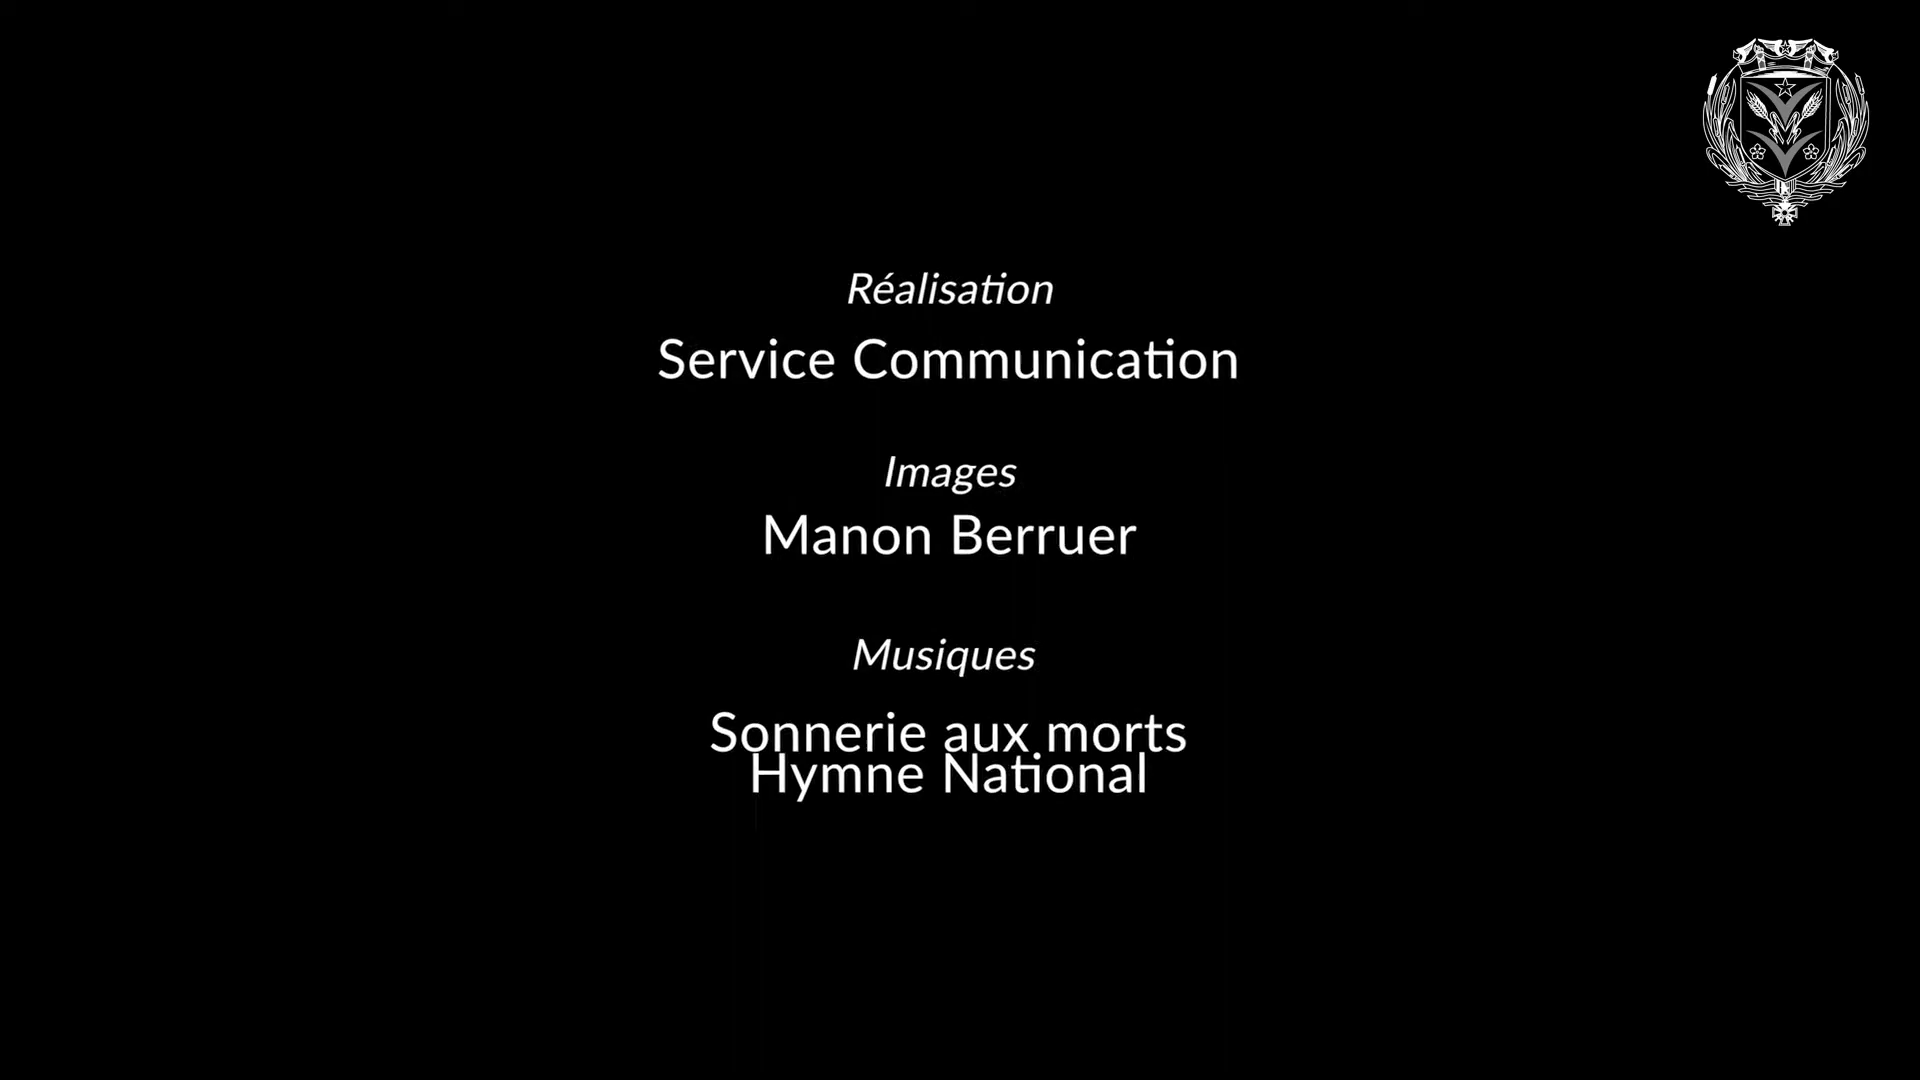 Réalisation
Service Communication
Images
Manon Berruer
Musiques
Sonnerie aux morts
Hymne National